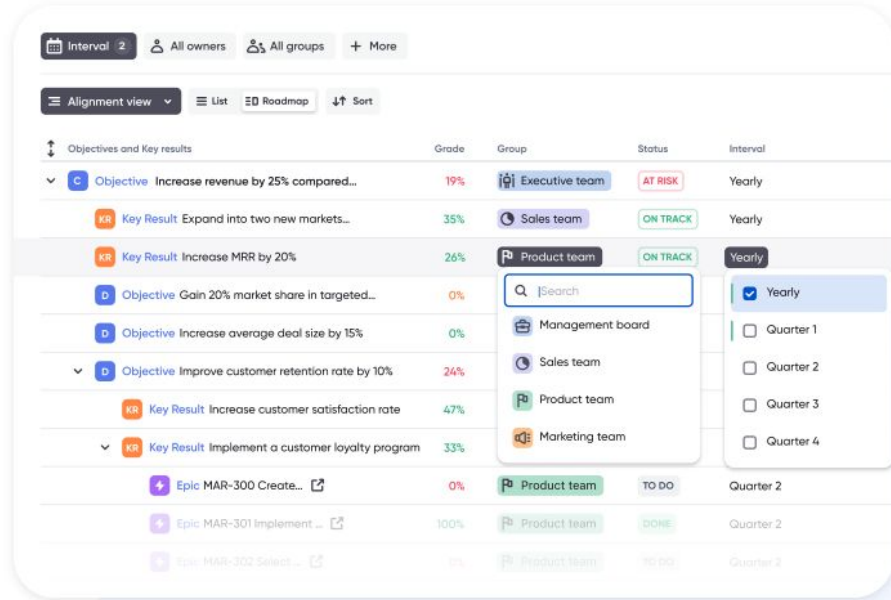 Interval 2 All owners All groups + More
Alignment view List Roadmap Sort
Objectives and Key results Grade Group Status Interval
C Objective Increase revenue by 25% compared... 19% Executive team AT RISK Yearly
KR Key Result Expand into two new markets... 35% Sales team ON TRACK Yearly
KR Key Result Increase MRR by 20% 26% Product team ON TRACK Yearly
D Objective Gain 20% market share in targeted... 0% Search Yearly
D Objective Increase average deal size by 15% 0% Management board Quarter 1
D Objective Improve customer retention rate by 10% 24% Sales team Quarter 2
KR Key Result Increase customer satisfaction rate 47% Product team Quarter 3
KR Key Result Implement a customer loyalty program 33% Marketing team Quarter 4
Epic MAR-300 Create... 0% Product team TO DO Quarter 2
Epic MAR-301 Implement ... 100% Product team DONE Quarter 2
Epic MAR-302 Select ... 0% Product team TO DO Quarter 2